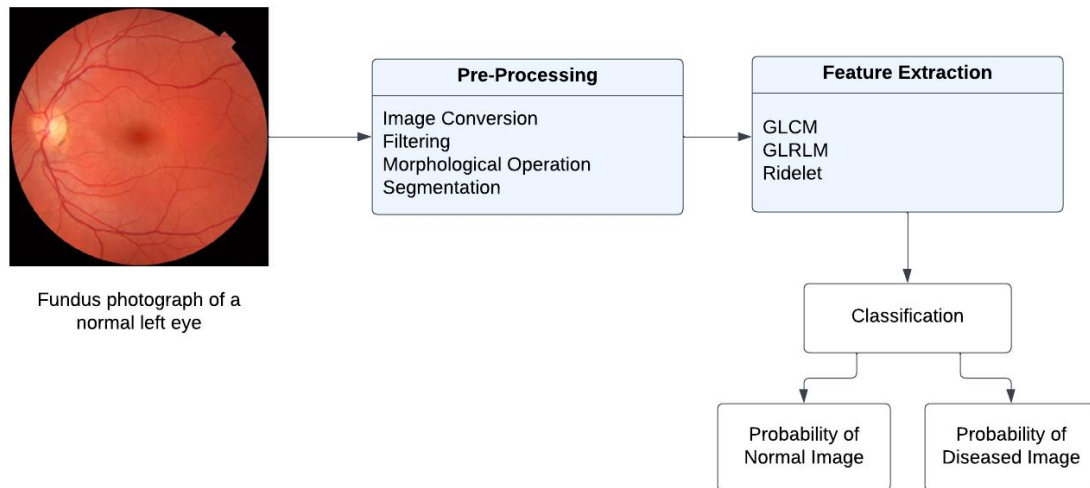 Fundus photograph of a
normal left eye
Pre-Processing
Image Conversion
Filtering
Morphological Operation
Segmentation
Feature Extraction
GLCM
GLRLM
Ridelet
Classification
Probability of
Normal Image
Probability of
Diseased Image